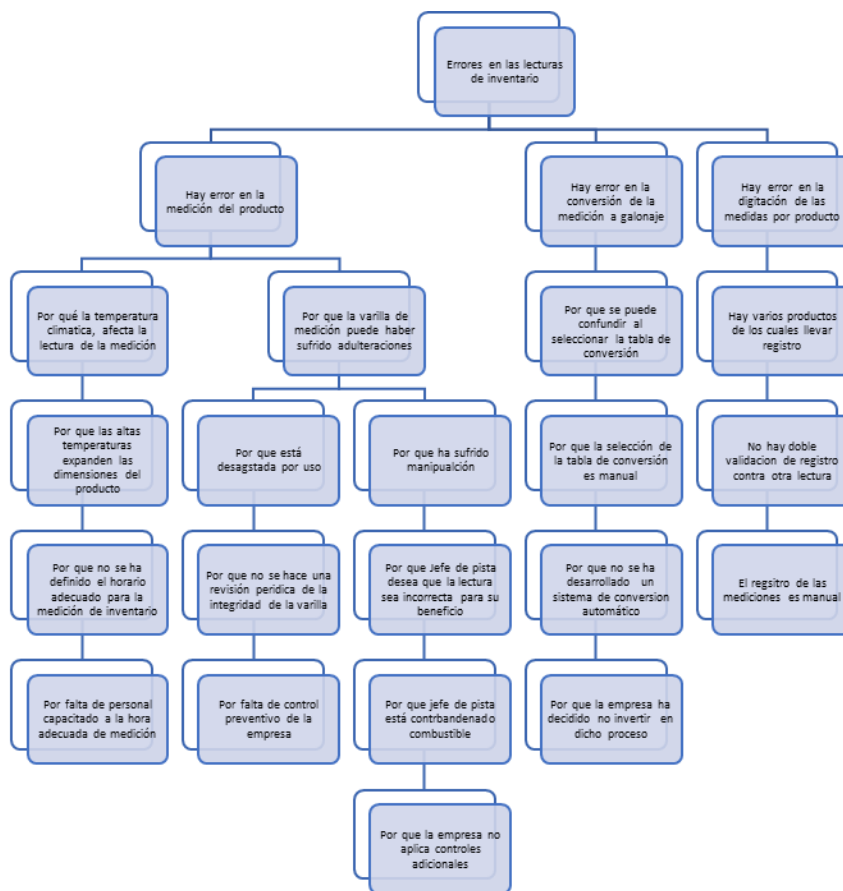 Errores en las lecturas
de inventario
Hay error en la
medición del producto
Hay error en la
conversión de la
medición a galonaje
Hay error en la
digitación de las
medidas por producto
Por qué la temperatura
climatica, afecta la
lectura de la medición
Por que la varilla de
medición puede haber
sufrido adulteraciones
Por que se puede
confundir al
seleccionar la tabla de
conversión
Hay varios productos
de los cuales llevar
registro
Por que las altas
temperaturas
expanden las
dimensiones del
producto
Por que está
desagstada por uso
Por que ha sufrido
manipualción
Por que la selección de
la tabla de conversión
es manual
No hay doble
validacion de registro
contra otra lectura
Por que no se ha
definido el horario
adecuado para la
medición de inventario
Por que no se hace una
revisión peridica de la
integridad de la varilla
Por que Jefe de pista
desea que la lectura
sea incorrecta para su
beneficio
Por que no se ha
desarrollado un
sistema de conversion
automático
El regsitro de las
mediciones es manual
Por falta de personal
capacitado a la hora
adecuada de medición
Por falta de control
preventivo de la
empresa
Por que jefe de pista
está contrbandenado
combustible
Por que la empresa ha
decidido no invertir en
dicho proceso
Por que la empresa no
aplica controles
adicionales